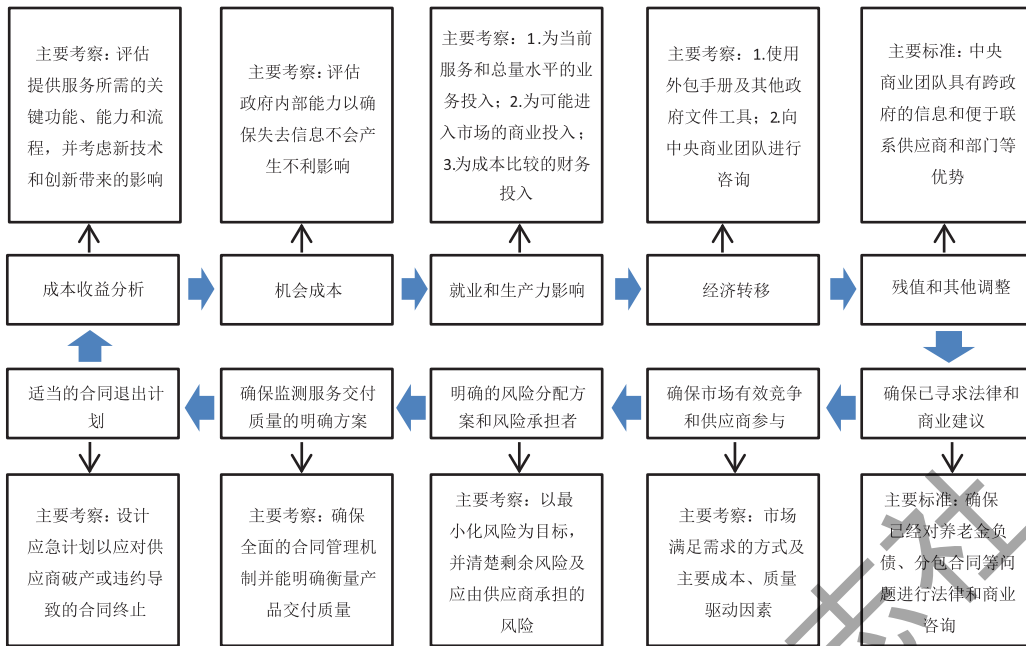 主要考察：评估
提供服务所需的关
键功能、能力和流
程，并考虑新技术
和创新带来的影响
主要考察：评估
政府内部能力以确
保失去信息不会产
生不利影响
主要考察：1.为当前
服务和总量水平的业
务投入；2.为可能进
入市场的商业投入；
3.为成本比较的财务
投入
主要考察：1.使用
外包手册及其他政
府文件工具；2.向
中央商业团队进行
咨询
主要标准：中央
商业团队具有跨政
府的信息和便于联
系供应商和部门等
优势
成本收益分析
机会成本
就业和生产力影响
经济转移
残值和其他调整
适当的合同退出计
划
确保监测服务交付
质量的明确方案
明确的风险分配方
案和风险承担者
确保市场有效竞争
和供应商参与
确保已寻求法律和
商业建议
主要考察：设计
应急计划以应对供
应商破产或违约导
致的合同终止
主要考察：确保
全面的合同管理机
制并能明确衡量产
品交付质量
主要考察：以最
小化风险为目标，
并清楚剩余风险及
应由供应商承担的
风险
主要考察：市场
满足需求的方式及
主要成本、质量
驱动因素
主要标准：确保
已经对养老金负
债、分包合同等问
题进行法律和商业
咨询
志社